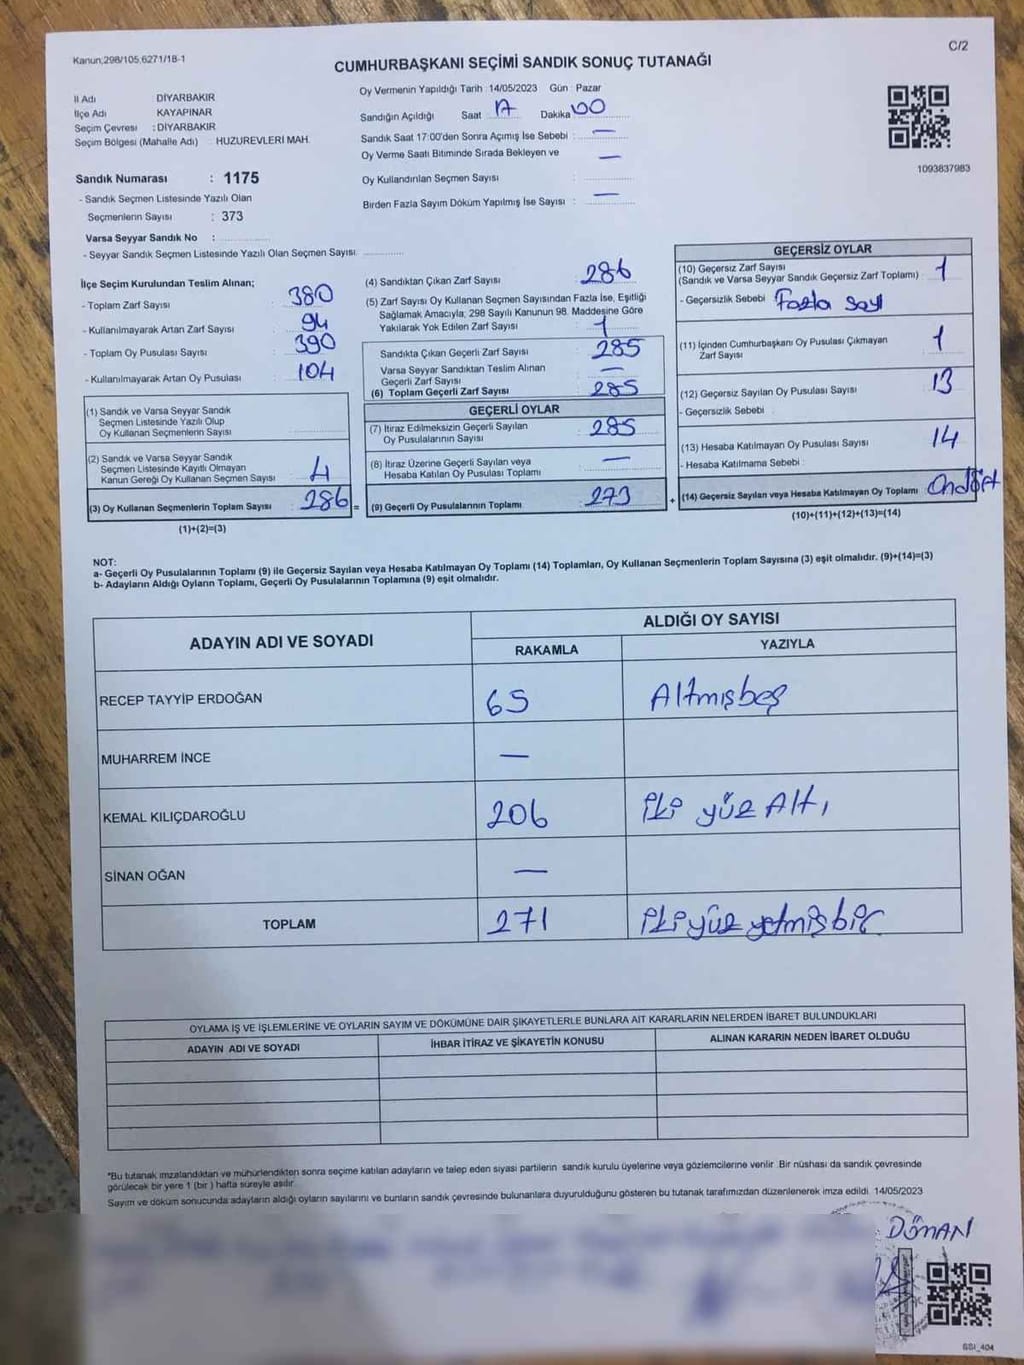 Kanun,298/105,6271/18-1
C/2
CUMHURBAŞKANI SEÇİMİ SANDIK SONUÇ TUTANAĞI
İl Adı DİYARBAKIR
İlçe Adı KAYAPINAR
Seçim Çevresi : DİYARBAKIR
Seçim Bölgesi (Mahalle Adı) : HUZUREVLERİ MAH.
Sandık Numarası : 1175
- Sandık Seçmen Listesinde Yazılı Olan
Seçmenlerin Sayısı : 373
Varsa Seyyar Sandık No :
- Seyyar Sandık Seçmen Listesinde Yazılı Olan Seçmen Sayısı
Oy Vermenin Yapıldığı Tarih : 14/05/2023 Gün : Pazar
Sandığın Açıldığı Saat 17 Dakika 00
Sandık Saat 17:00'den Sonra Açımış İse Sebebi : —
Oy Verme Saati Bitiminde Sırada Bekleyen ve —
Oy Kullandırılan Seçmen Sayısı :
Birden Fazla Sayım Döküm Yapılmış İse Sayısı : —
1093837983
İlçe Seçim Kurulundan Teslim Alınan;
- Toplam Zarf Sayısı : 380
- Kullanılmayarak Artan Zarf Sayısı : 94
- Toplam Oy Pusulası Sayısı : 390
- Kullanılmayarak Artan Oy Pusulası : 104
(1) Sandık ve Varsa Seyyar Sandık
Seçmen Listesinde Yazılı Olup
Oy Kullanan Seçmenlerin Sayısı
(2) Sandık ve Varsa Seyyar Sandık
Seçmen Listesinde Kayıtlı Olmayan
Kanun Gereği Oy Kullanan Seçmen Sayısı : 4
(3) Oy Kullanan Seçmenlerin Toplam Sayısı : 286 =
(1)+(2)=(3)
(4) Sandıktan Çıkan Zarf Sayısı : 286
(5) Zarf Sayısı Oy Kullanan Seçmen Sayısından Fazla İse, Eşitliği
Sağlamak Amacıyla; 298 Sayılı Kanunun 98. Maddesine Göre
Yakılarak Yok Edilen Zarf Sayısı : 1
Sandıkta Çıkan Geçerli Zarf Sayısı : 285
Varsa Seyyar Sandıktan Teslim Alınan
Geçerli Zarf Sayısı : —
(6) Toplam Geçerli Zarf Sayısı : 285
GEÇERLİ OYLAR
(7) İtiraz Edilmeksizin Geçerli Sayılan
Oy Pusulalarının Sayısı : 285
(8) İtiraz Üzerine Geçerli Sayılan veya
Hesaba Katılan Oy Pusulası Toplamı : —
(9) Geçerli Oy Pusulalarının Toplamı : 273 +
GEÇERSİZ OYLAR
(10) Geçersiz Zarf Sayısı : 1
(Sandık ve Varsa Seyyar Sandık Geçersiz Zarf Toplamı)
- Geçersizlik Sebebi : Fazla sayı
(11) İçinden Cumhurbaşkanı Oy Pusulası Çıkmayan
Zarf Sayısı : 1
(12) Geçersiz Sayılan Oy Pusulası Sayısı : 13
- Geçersizlik Sebebi :
(13) Hesaba Katılmayan Oy Pusulası Sayısı : 14
- Hesaba Katılmama Sebebi :
(14) Geçersiz Sayılan veya Hesaba Katılmayan Oy Toplamı : Ondört
(10)+(11)+(12)+(13)=(14)
NOT:
a- Geçerli Oy Pusulalarının Toplamı (9) ile Geçersiz Sayılan veya Hesaba Katılmayan Oy Toplamı (14) Toplamları, Oy Kullanan Seçmenlerin Toplam Sayısına (3) eşit olmalıdır. (9)+(14)=(3)
b- Adayların Aldığı Oyların Toplamı, Geçerli Oy Pusulalarının Toplamına (9) eşit olmalıdır.
ADAYIN ADI VE SOYADI
ALDIĞI OY SAYISI
RAKAMLA YAZIYLA
RECEP TAYYİP ERDOĞAN 65 Altmışbeş
MUHARREM İNCE —
KEMAL KILIÇDAROĞLU 206 iki yüz Altı
SİNAN OĞAN —
TOPLAM 271 iki yüz yetmişbir
OYLAMA İŞ VE İŞLEMLERİNE VE OYLARIN SAYIM VE DÖKÜMÜNE DAİR ŞİKAYETLERLE BUNLARA AİT KARARLARIN NELERDEN İBARET BULUNDUKLARI
ADAYIN ADI VE SOYADI İHBAR İTİRAZ VE ŞİKAYETİN KONUSU ALINAN KARARIN NEDEN İBARET OLDUĞU
*Bu tutanak imzalandıktan ve mühürlendikten sonra seçime katılan adayların ve talep eden siyasi partilerin sandık kurulu üyelerine veya gözlemcilerine verilir. Bir nüshası da sandık çevresinde
görülecek bir yere 1 (bir) hafta süreyle asılır.
Sayım ve döküm sonucunda adayların aldığı oyların sayılarını ve bunların sandık çevresinde bulunanlara duyurulduğunu gösteren bu tutanak tarafımızdan düzenlenerek imza edildi. 14/05/2023
DÖMAN
SSI_404